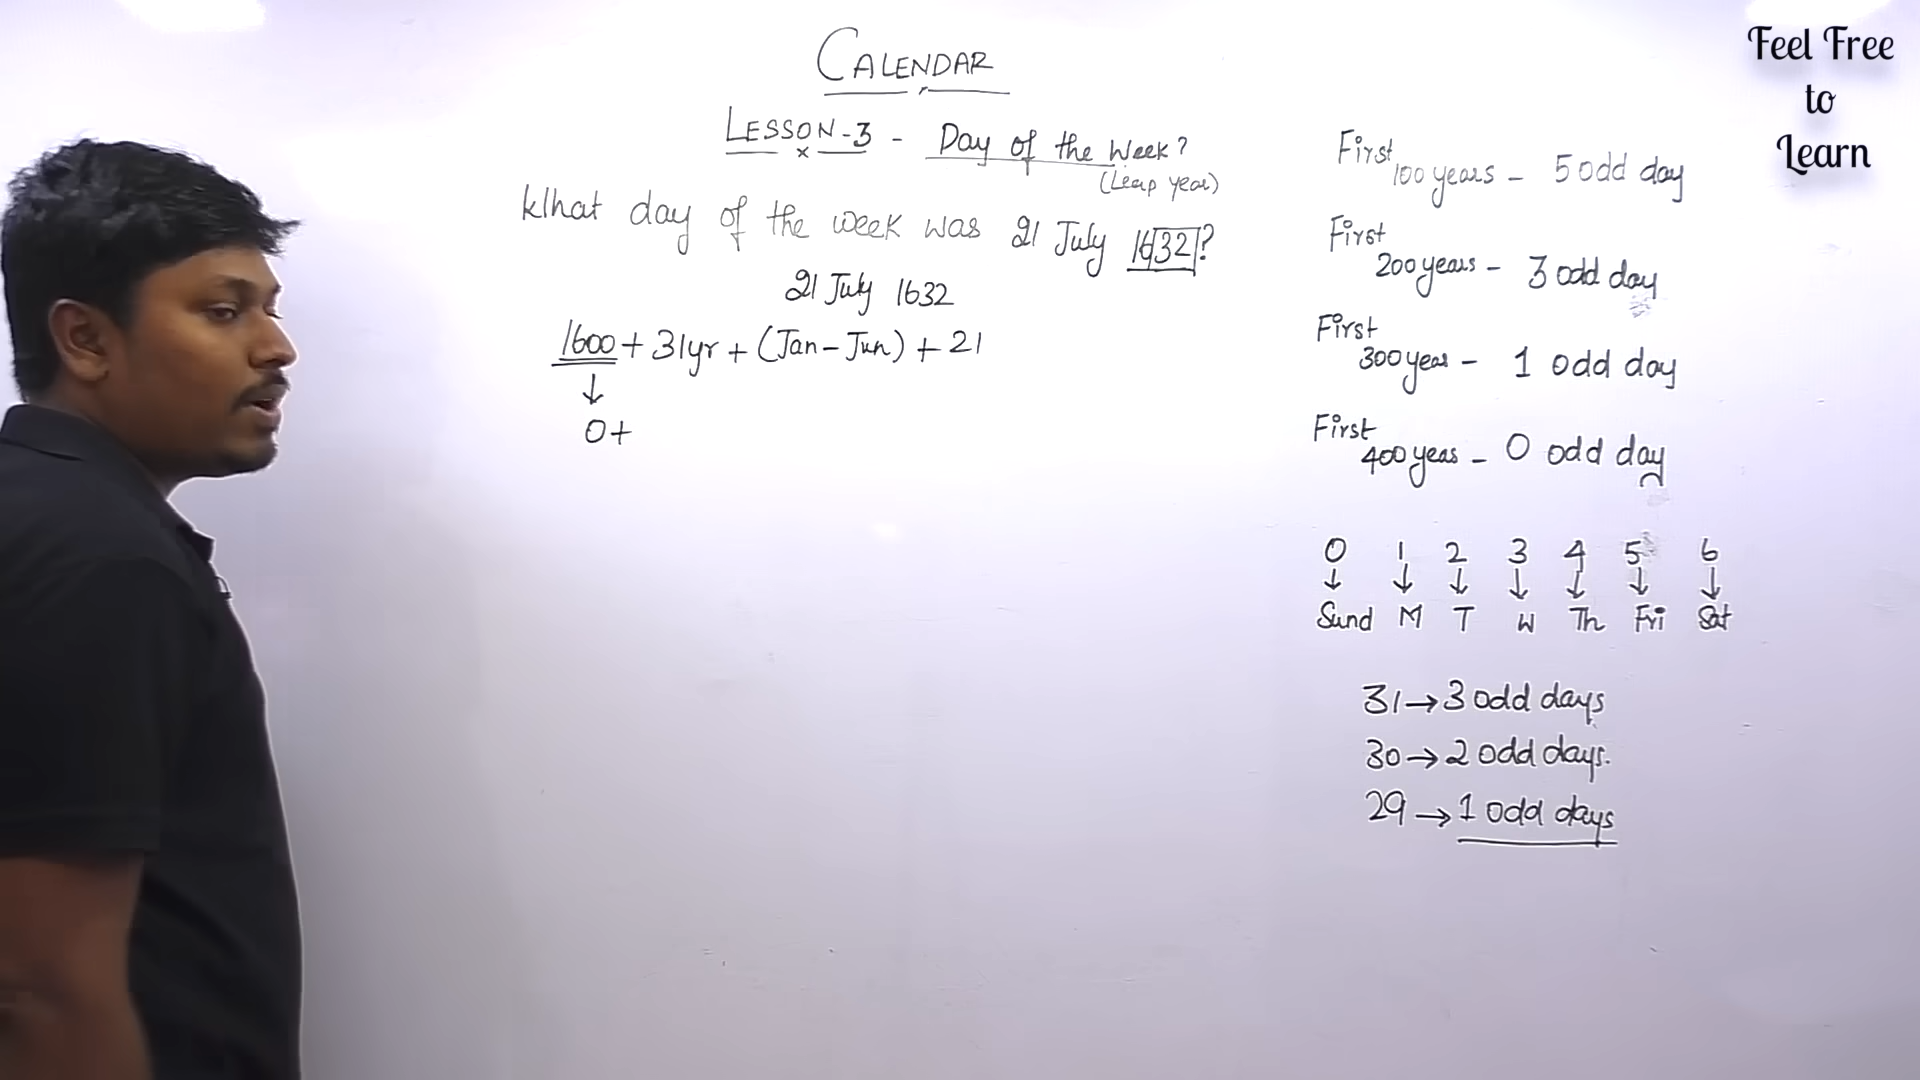 CALENDAR
LESSON-3 - Day of the Week?
(Leap year)
What day of the week was 21 July 1632?
21 July 1632
1600 + 31yr + (Jan - Jun) + 21
↓
0+
First 100 years - 5 odd day
First 200 years - 3 odd day
First 300 year - 1 odd day
First 400 yeas - 0 odd day
0 1 2 3 4 5 6
↓ ↓ ↓ ↓ ↓ ↓ ↓
Sund M T W Th Fri Sat
31 → 3 odd days
30 → 2 odd days.
29 → 1 odd days
Feel Free
to
Learn